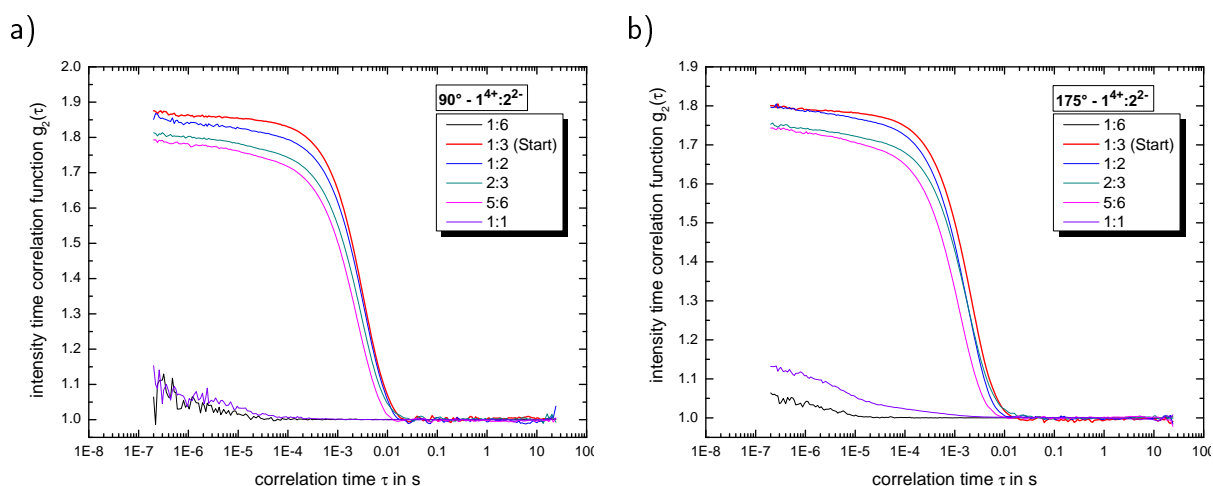 a)
intensity time correlation function g2(τ)
2.0
1.9
1.8
1.7
1.6
1.5
1.4
1.3
1.2
1.1
1.0
90° - 1⁴⁺:2²⁻
1:6
1:3 (Start)
1:2
2:3
5:6
1:1
1E-8 1E-7 1E-6 1E-5 1E-4 1E-3 0.01 0.1 1 10 100
correlation time τ in s
b)
intensity time correlation function g2(τ)
1.9
1.8
1.7
1.6
1.5
1.4
1.3
1.2
1.1
1.0
175° - 1⁴⁺:2²⁻
1:6
1:3 (Start)
1:2
2:3
5:6
1:1
1E-8 1E-7 1E-6 1E-5 1E-4 1E-3 0.01 0.1 1 10 100
correlation time τ in s